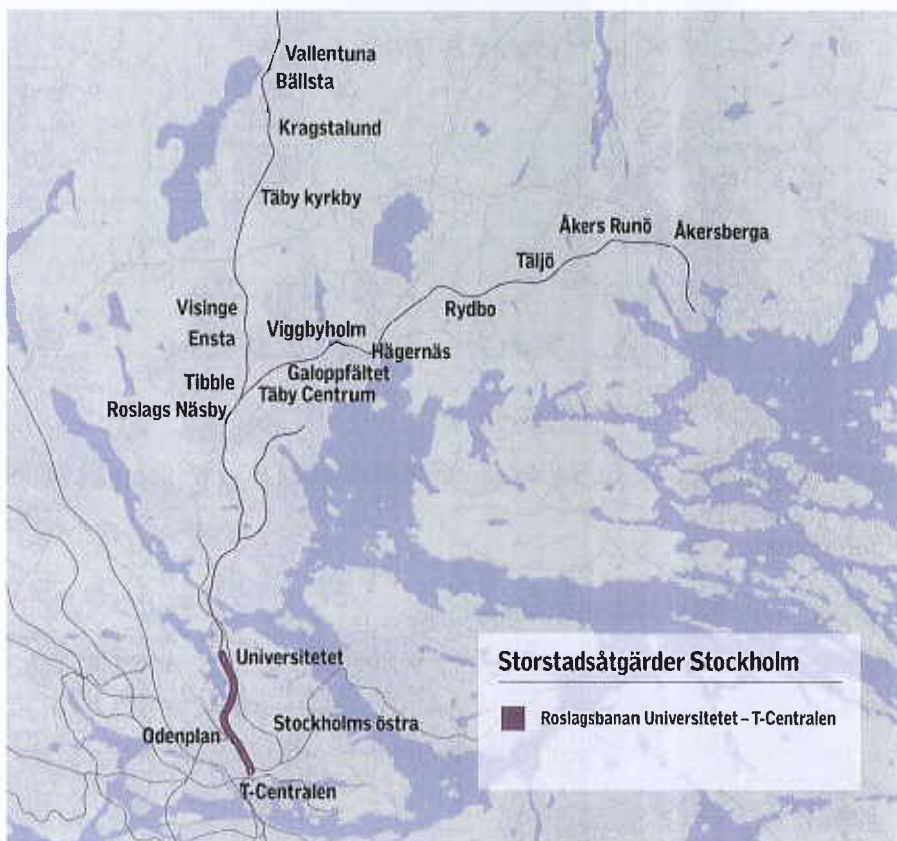 Vallentuna
Bällsta
Kragstalund
Täby kyrkby
Åkers Runö
Åkersberga
Täljö
Rydbo
Visinge
Ensta
Viggbyholm
Hägernäs
Galoppfältet
Tibble
Täby Centrum
Roslags Näsby
Universitetet
Odenplan
Stockholms östra
T-Centralen
Storstadsåtgärder Stockholm
Roslagsbanan Universitetet – T-Centralen